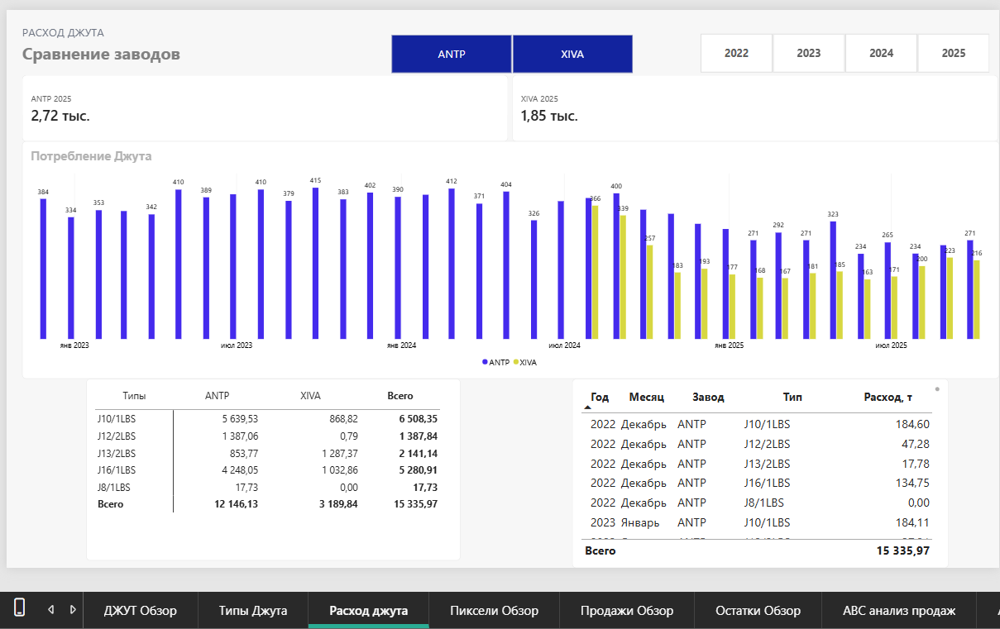 РАСХОД ДЖУТА
Сравнение заводов
ANTP
XIVA
2022
2023
2024
2025
ANTP 2025
2,72 тыс.
XIVA 2025
1,85 тыс.
Потребление Джута
384
334
353
342
410
389
410
379
415
383
402
390
412
371
404
326
366
400
339
257
183
193
177
271
168
292
167
271
181
323
185
234
163
265
171
234
200
223
271
216
янв 2023
июл 2023
янв 2024
июл 2024
янв 2025
июл 2025
ANTP XIVA
Типы ANTP XIVA Всего
J10/1LBS 5 639,53 868,82 6 508,35
J12/2LBS 1 387,06 0,79 1 387,84
J13/2LBS 853,77 1 287,37 2 141,14
J16/1LBS 4 248,05 1 032,86 5 280,91
J8/1LBS 17,73 0,00 17,73
Всего 12 146,13 3 189,84 15 335,97
Год Месяц Завод Тип Расход, т
2022 Декабрь ANTP J10/1LBS 184,60
2022 Декабрь ANTP J12/2LBS 47,28
2022 Декабрь ANTP J13/2LBS 17,78
2022 Декабрь ANTP J16/1LBS 134,75
2022 Декабрь ANTP J8/1LBS 0,00
2023 Январь ANTP J10/1LBS 184,11
Всего 15 335,97
ДЖУТ Обзор
Типы Джута
Расход джута
Пиксели Обзор
Продажи Обзор
Остатки Обзор
АВС анализ продаж